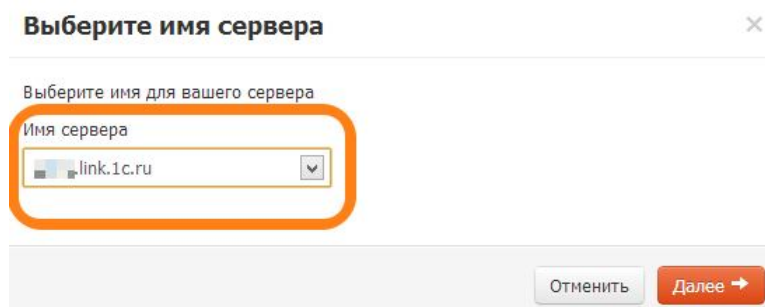 Выберите имя сервера
Выберите имя для вашего сервера
Имя сервера
.link.1c.ru
Отменить
Далее